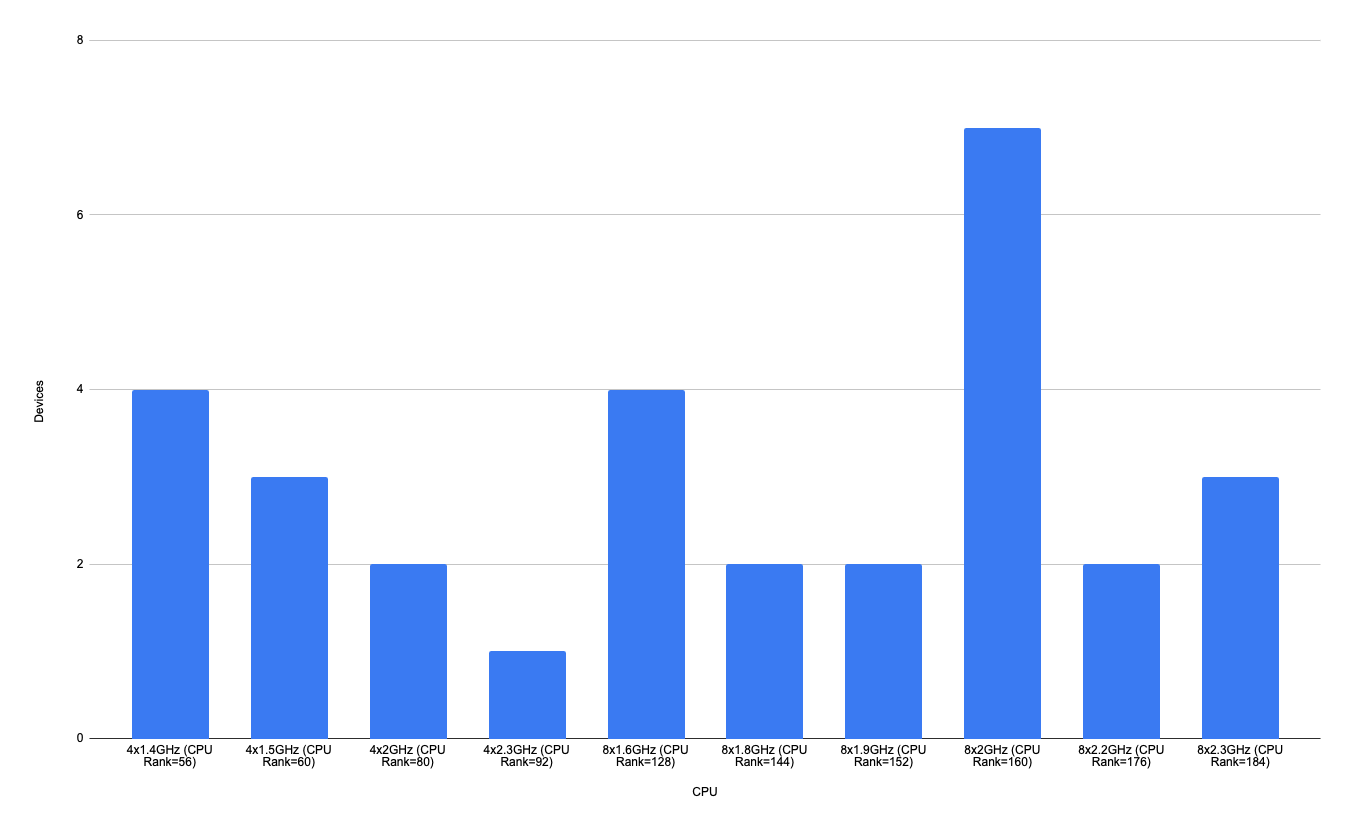 8
6
4
2
0
Devices
4x1.4GHz (CPU
Rank=56)
4x1.5GHz (CPU
Rank=60)
4x2GHz (CPU
Rank=80)
4x2.3GHz (CPU
Rank=92)
8x1.6GHz (CPU
Rank=128)
8x1.8GHz (CPU
Rank=144)
8x1.9GHz (CPU
Rank=152)
8x2GHz (CPU
Rank=160)
8x2.2GHz (CPU
Rank=176)
8x2.3GHz (CPU
Rank=184)
CPU